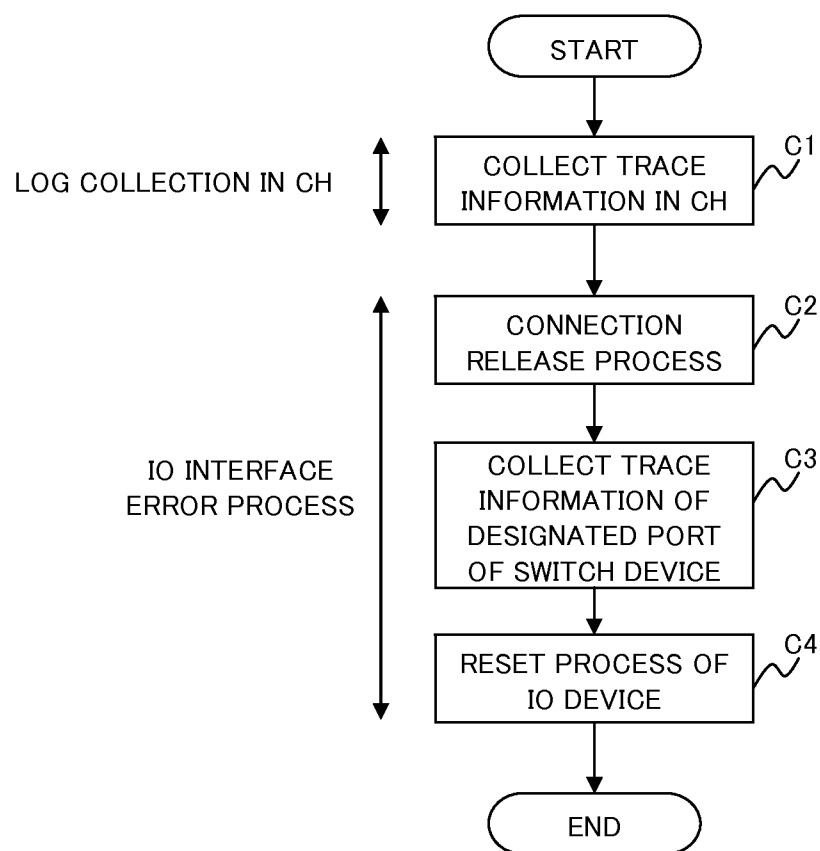 START
LOG COLLECTION IN CH
COLLECT TRACE
INFORMATION IN CH
C1
CONNECTION
RELEASE PROCESS
C2
IO INTERFACE
ERROR PROCESS
COLLECT TRACE
INFORMATION OF
DESIGNATED PORT
OF SWITCH DEVICE
C3
RESET PROCESS OF
IO DEVICE
C4
END